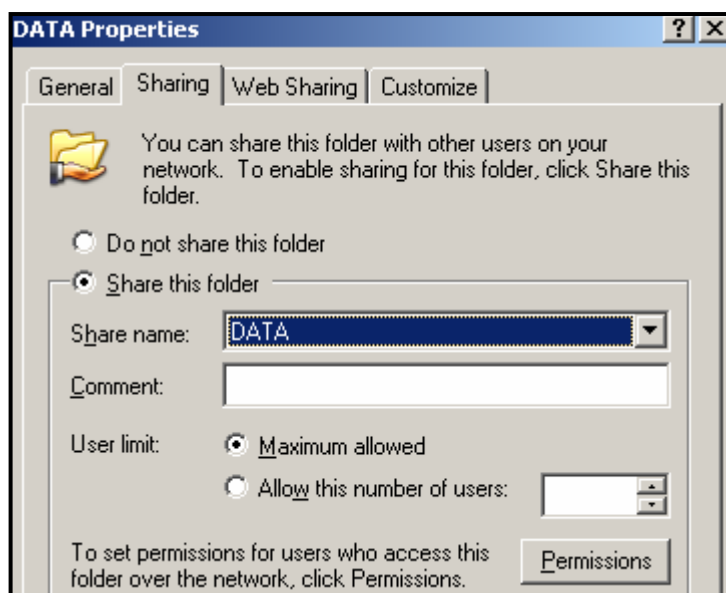 DATA Properties
? X
General Sharing Web Sharing Customize
You can share this folder with other users on your
network. To enable sharing for this folder, click Share this
folder.
Do not share this folder
Share this folder
Share name: DATA
Comment:
User limit: Maximum allowed
Allow this number of users:
To set permissions for users who access this
folder over the network, click Permissions.
Permissions